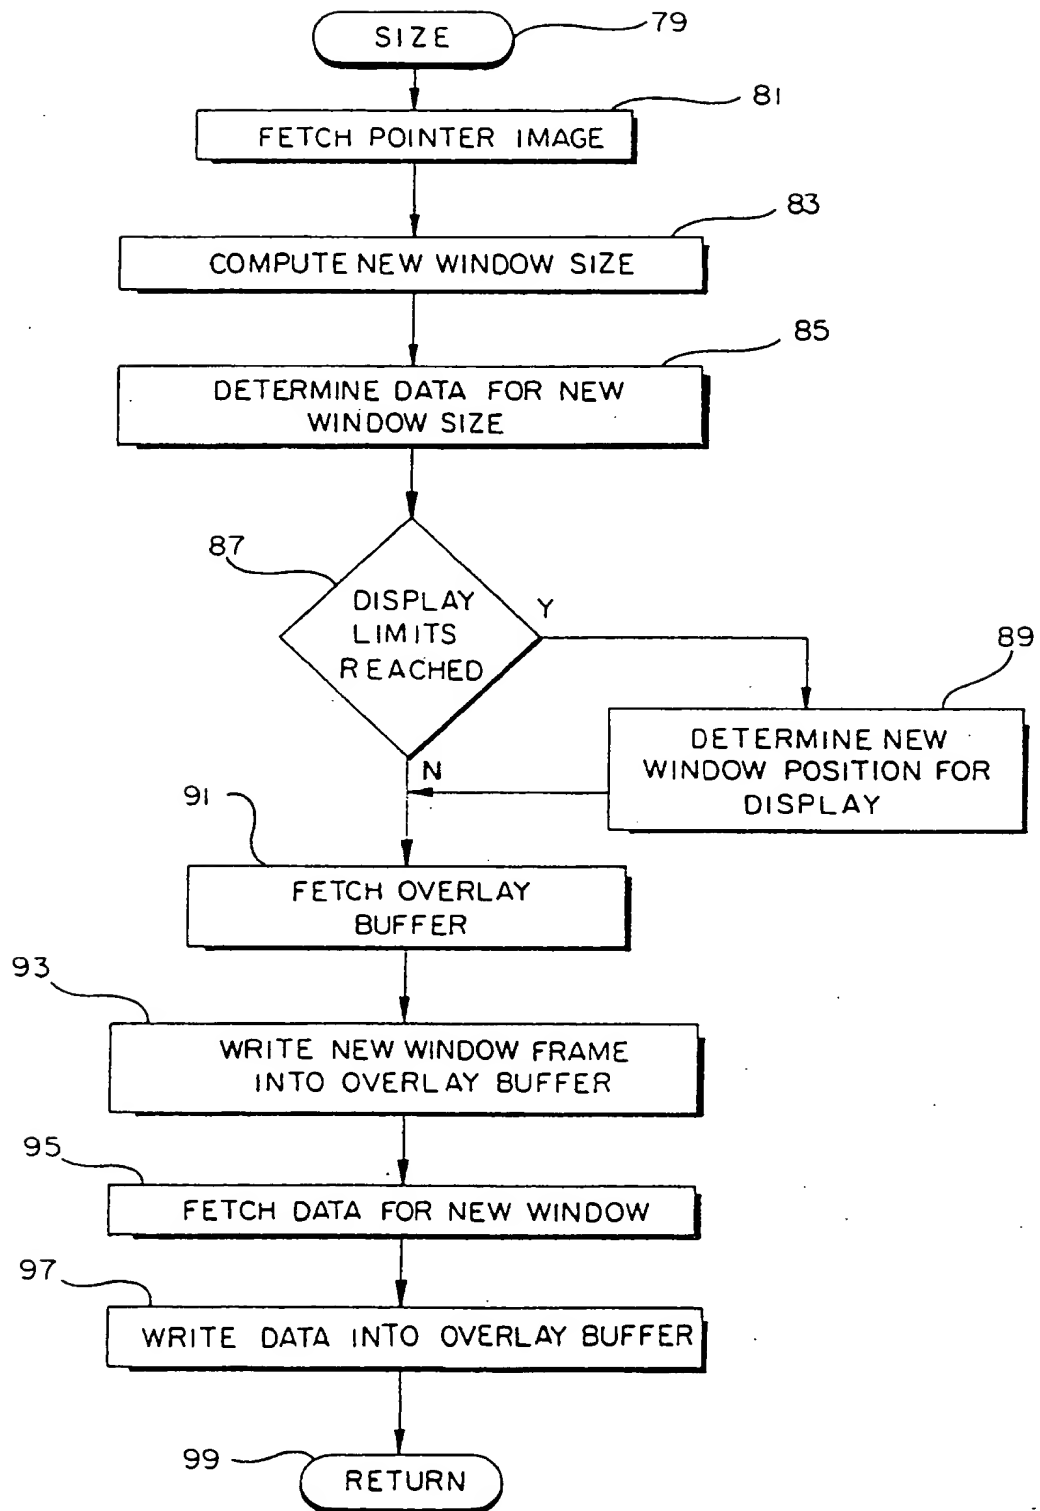 SIZE
79
FETCH POINTER IMAGE
81
COMPUTE NEW WINDOW SIZE
83
DETERMINE DATA FOR NEW
WINDOW SIZE
85
87
DISPLAY
LIMITS
REACHED
Y
N
89
DETERMINE NEW
WINDOW POSITION FOR
DISPLAY
91
FETCH OVERLAY
BUFFER
93
WRITE NEW WINDOW FRAME
INTO OVERLAY BUFFER
95
FETCH DATA FOR NEW WINDOW
97
WRITE DATA INTO OVERLAY BUFFER
99
RETURN